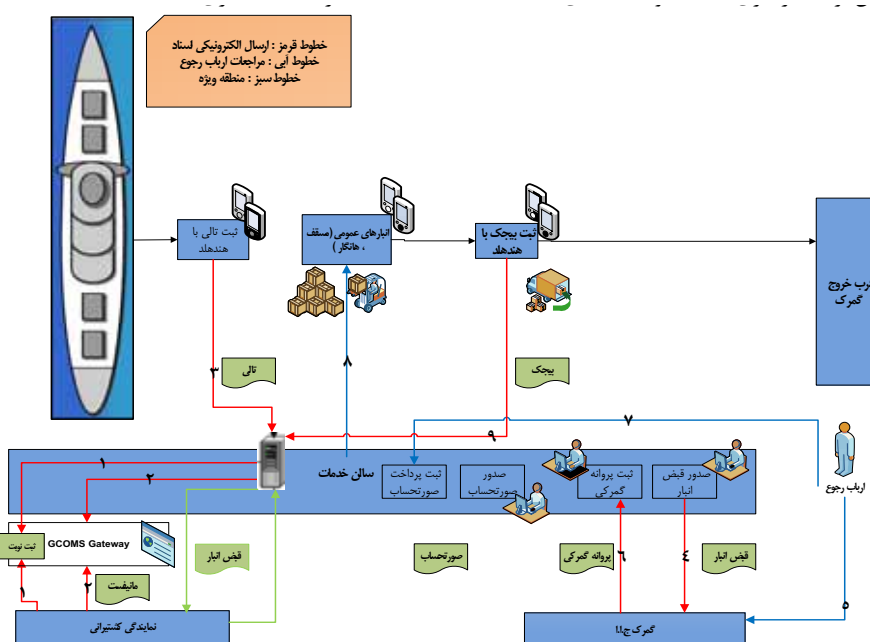 خطوط قرمز : ارسال الکترونیکی اسناد
خطوط آبی : مراجعات ارباب رجوع
خطوط سبز : منطقه ویژه
ثبت تالی با
هندهلد
انبارهای عمومی (مسقف
، هانگار )
ثبت بیجک با
هندهلد
درب خروج
گمرک
۳
تالی
۸
بیجک
۷
۹
ارباب رجوع
۱
۲
سالن خدمات
ثبت پرداخت
صورتحساب
صدور
صورتحساب
ثبت پروانه
گمرکی
صدور قبض
انبار
ثبت نوبت
GCOMS Gateway
قبض انبار
صورتحساب
پروانه گمرکی
۶
۴
قبض انبار
۱
۲
مانیفست
۵
نمایندگی کشتیرانی
گمرک ج.ا.ا